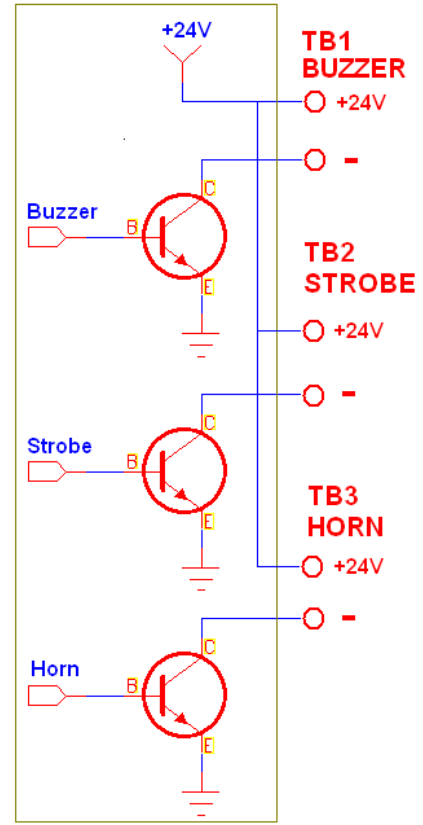 +24V
TB1
BUZZER
+24V
-
C
Buzzer
B
E
TB2
STROBE
+24V
-
C
Strobe
B
E
TB3
HORN
+24V
-
C
Horn
B
E